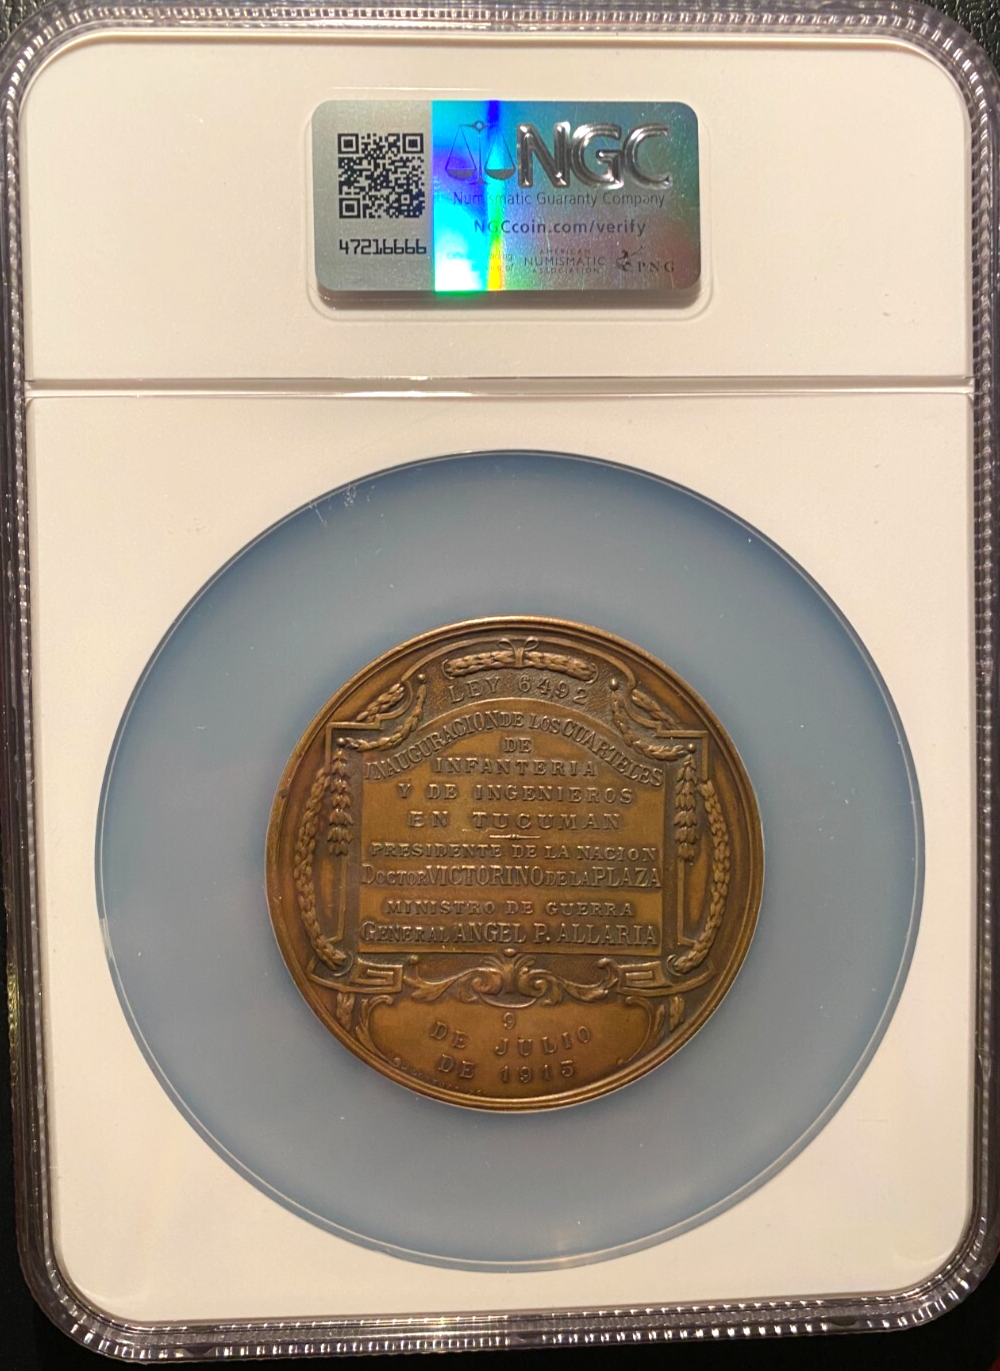 NGC
Numismatic Guaranty Company
NGCcoin.com/verify
47216666
AMERICAN
NUMISMATIC
ASSOCIATION
PNG
LEY 6492
INAUGURACION DE LOS CUARTELES
DE
INFANTERIA
Y DE INGENIEROS
EN TUCUMAN
PRESIDENTE DE LA NACION
DOCTOR VICTORINO DE LA PLAZA
MINISTRO DE GUERRA
GENERAL ANGEL P. ALLARIA
9
DE JULIO
DE 1915